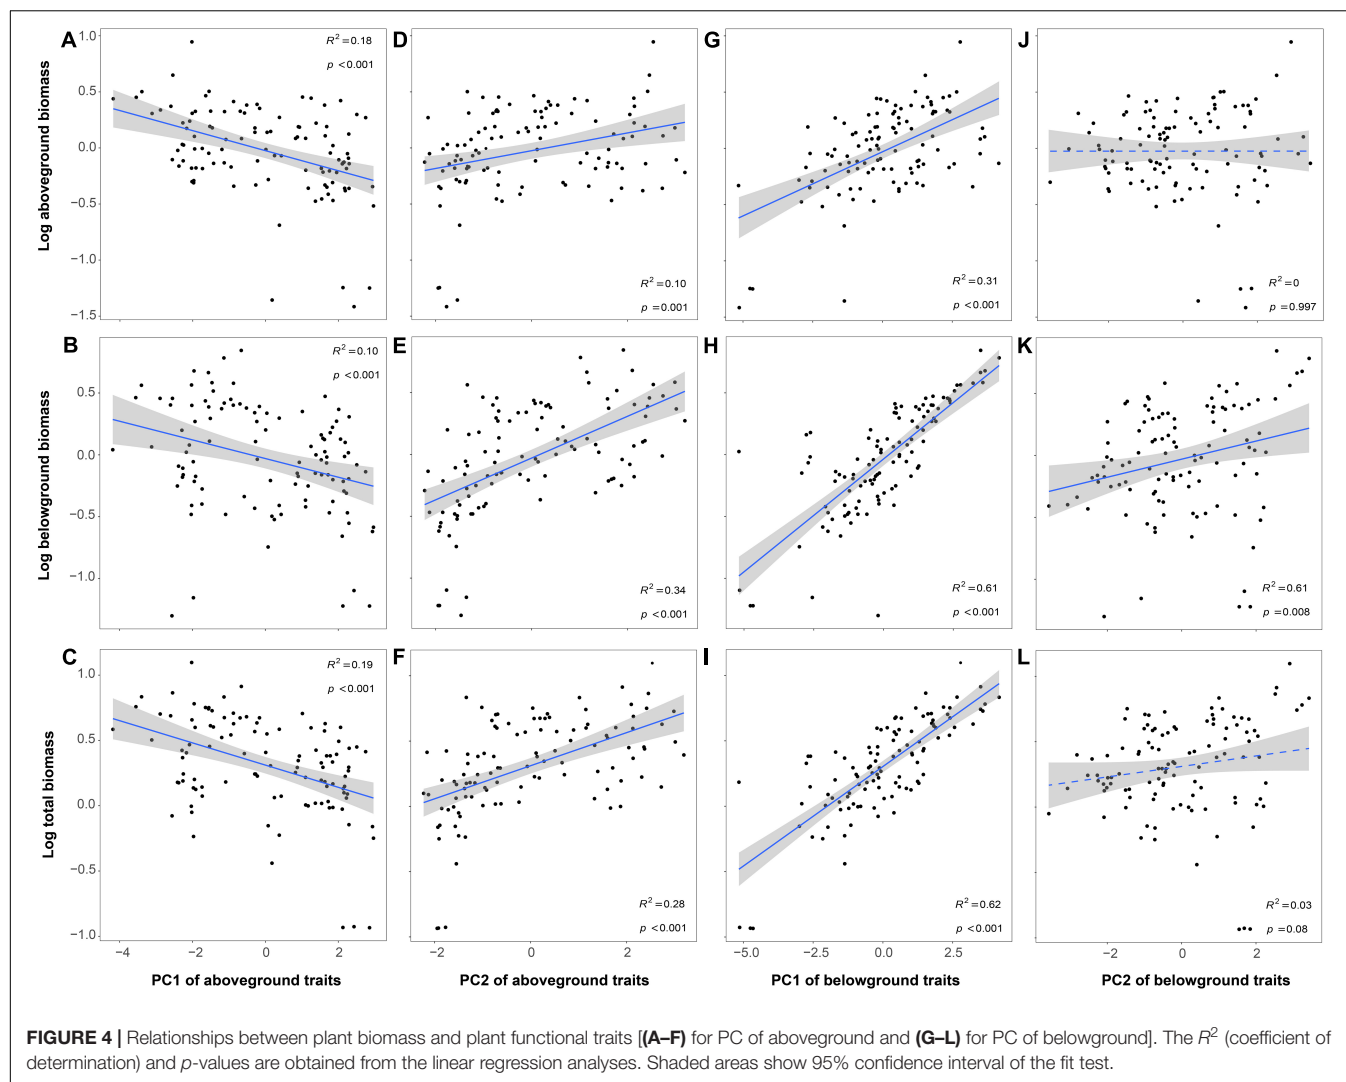 A
D
G
J
Log aboveground biomass
1.0
0.5
0.0
−0.5
−1.0
−1.5
R² = 0.18
p < 0.001
R² = 0.10
p = 0.001
R² = 0.31
p < 0.001
R² = 0
p = 0.997
B
E
H
K
Log belowground biomass
0.5
0.0
−0.5
−1.0
R² = 0.10
p < 0.001
R² = 0.34
p < 0.001
R² = 0.61
p < 0.001
R² = 0.61
p = 0.008
C
F
I
L
Log total biomass
1.0
0.5
0.0
−0.5
−1.0
R² = 0.19
p < 0.001
R² = 0.28
p < 0.001
R² = 0.62
p < 0.001
R² = 0.03
p = 0.08
−4 −2 0 2
−2 0 2
−5.0 −2.5 0.0 2.5
−2 0 2
PC1 of aboveground traits
PC2 of aboveground traits
PC1 of belowground traits
PC2 of belowground traits
FIGURE 4 | Relationships between plant biomass and plant functional traits [(A–F) for PC of aboveground and (G–L) for PC of belowground]. The R² (coefficient of
determination) and p-values are obtained from the linear regression analyses. Shaded areas show 95% confidence interval of the fit test.